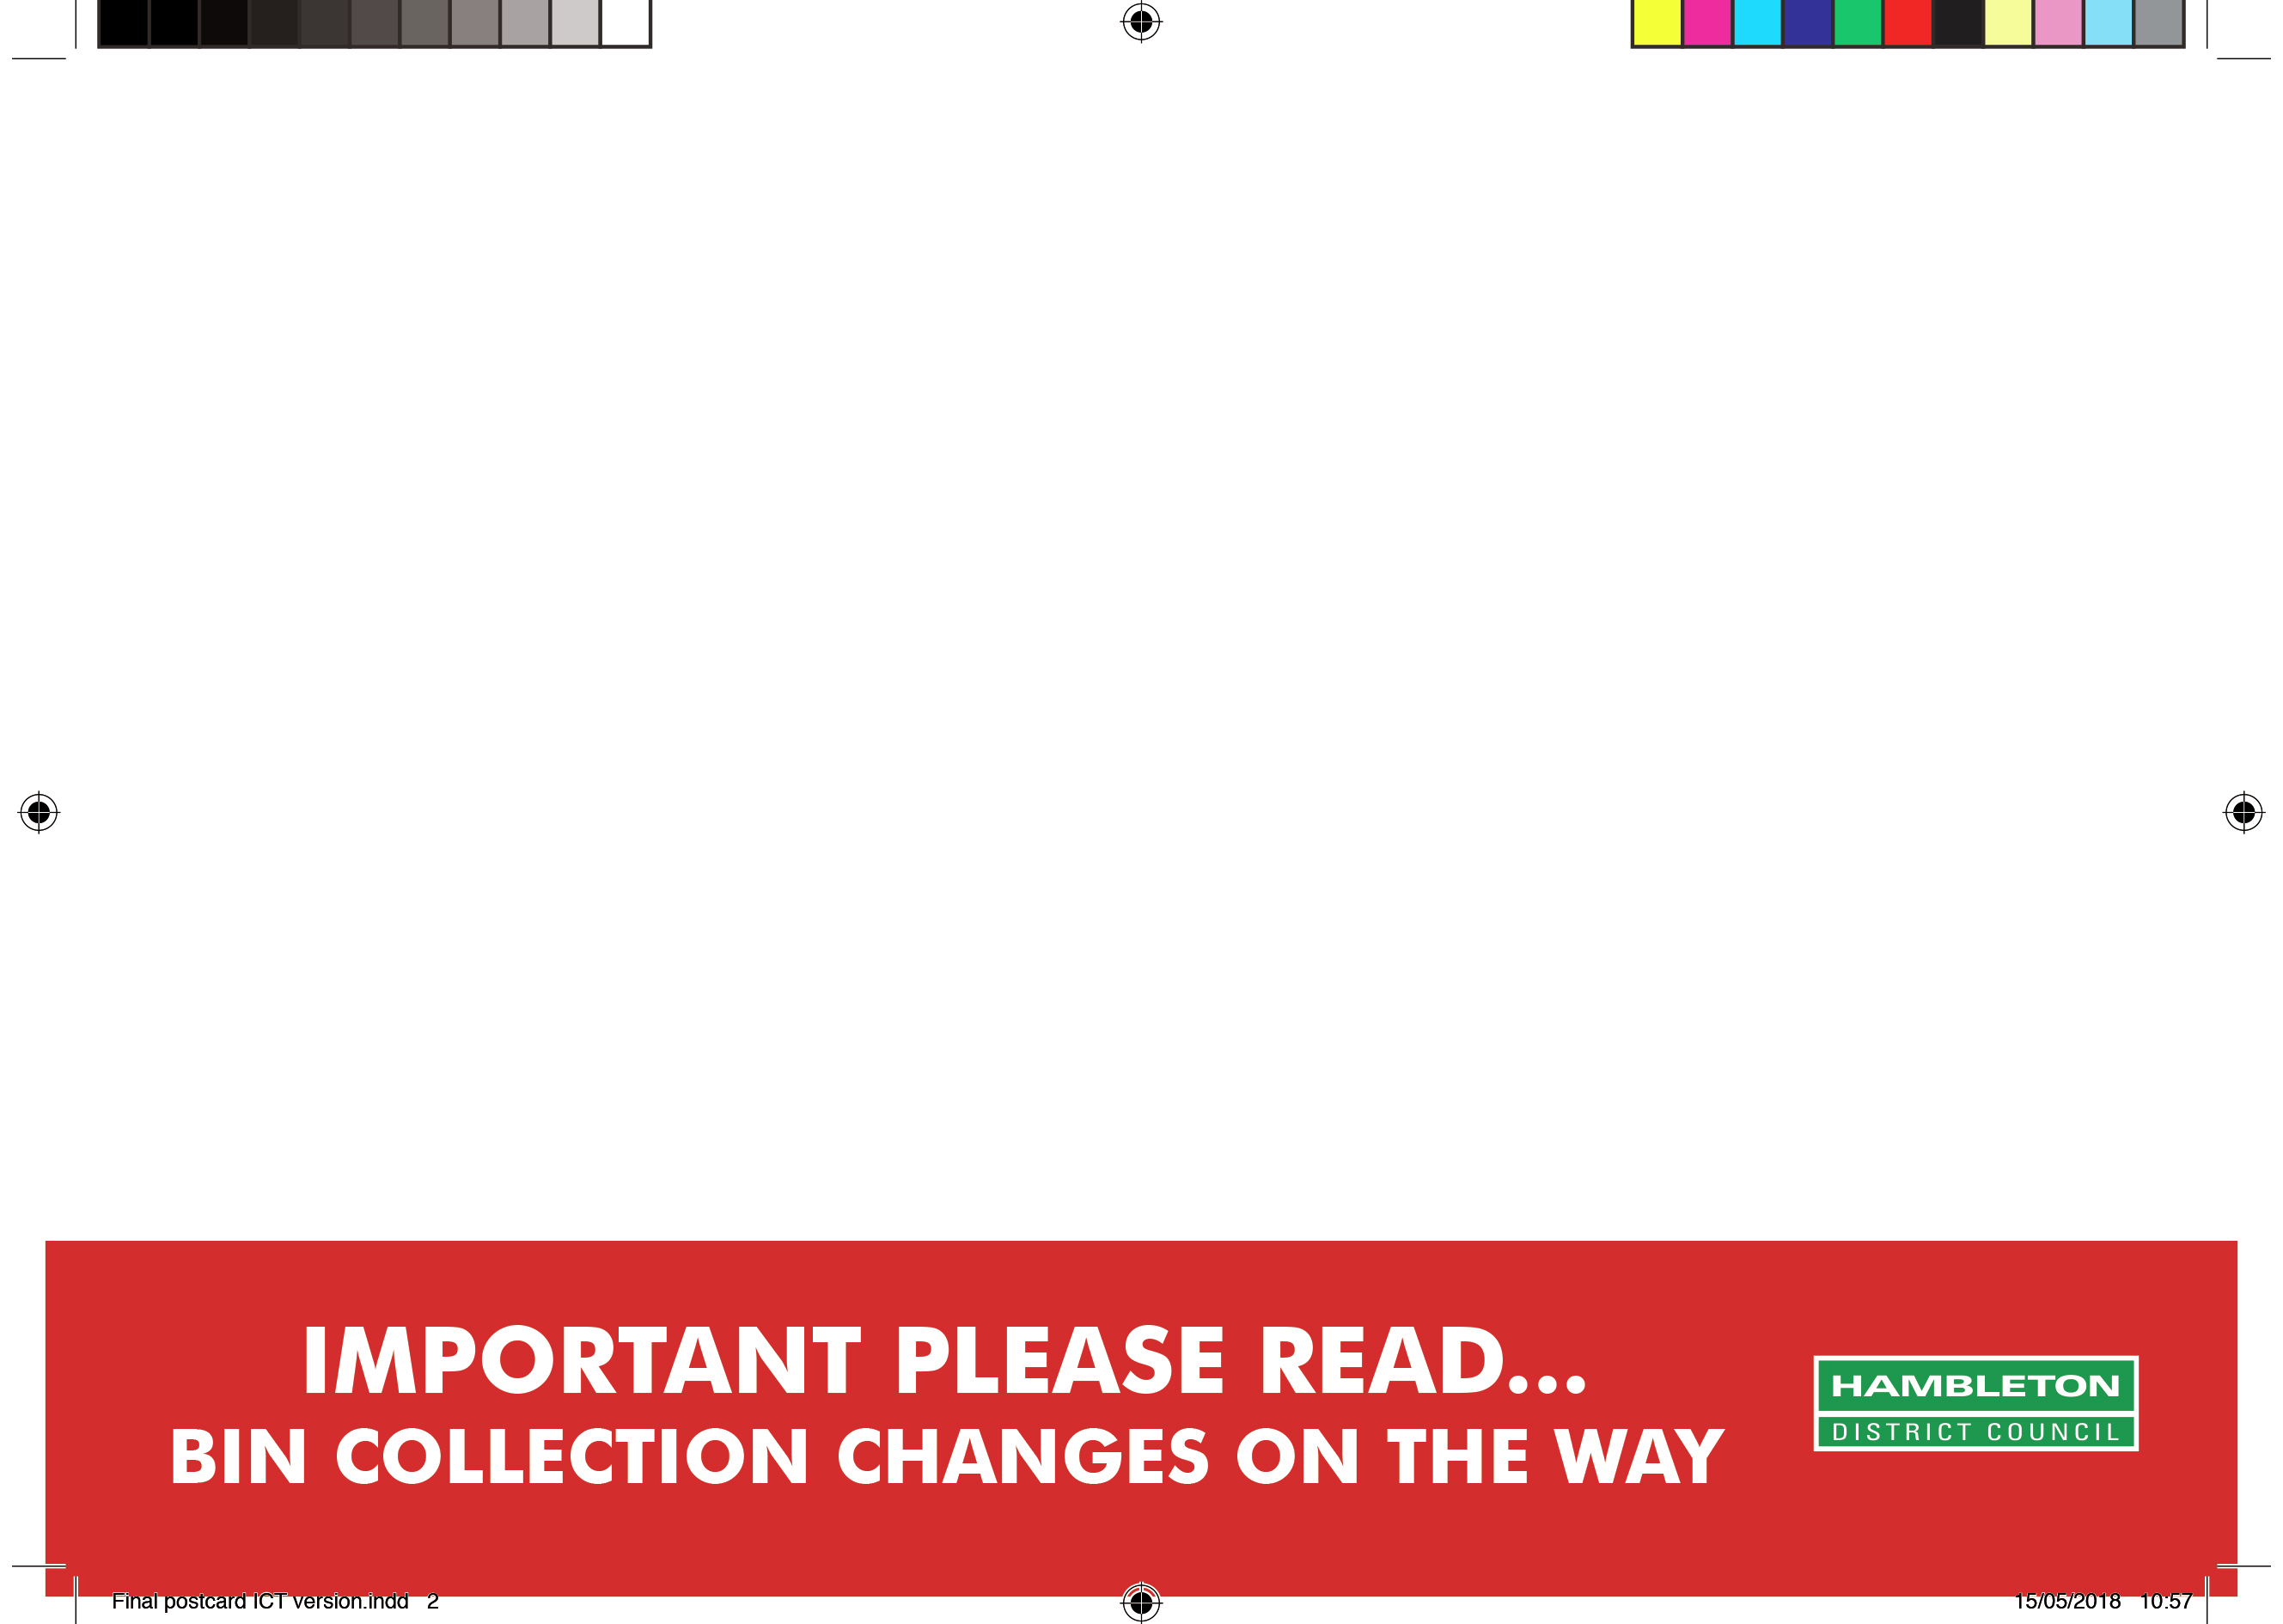 IMPORTANT PLEASE READ...
BIN COLLECTION CHANGES ON THE WAY
HAMBLETON
DISTRICT COUNCIL
Final postcard ICT version.indd   2
15/05/2018   10:57